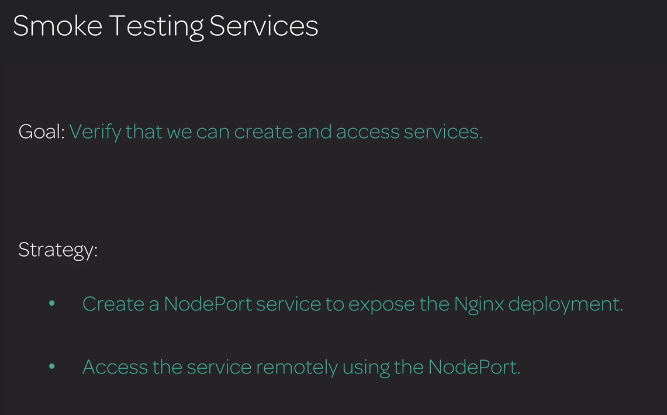 Smoke Testing Services
Goal: Verify that we can create and access services.
Strategy:
• Create a NodePort service to expose the Nginx deployment.
• Access the service remotely using the NodePort.